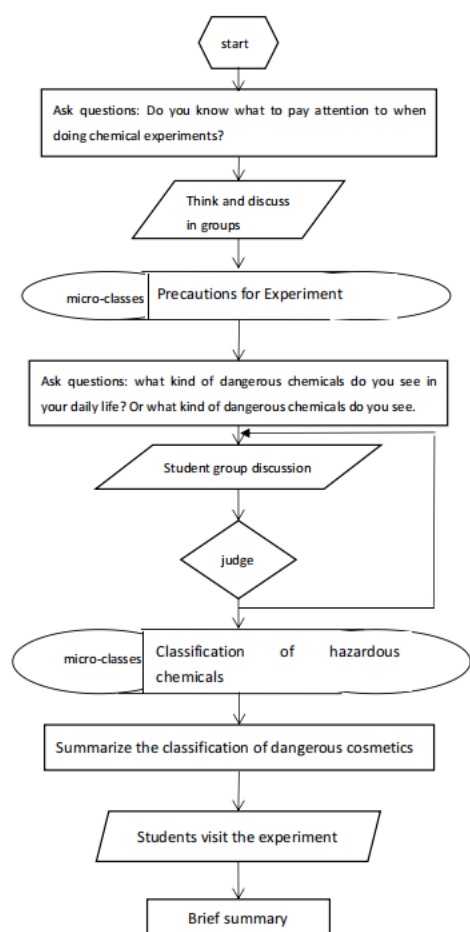 start
Ask questions: Do you know what to pay attention to when
doing chemical experiments?
Think and discuss
in groups
micro-classes
Precautions for Experiment
Ask questions: what kind of dangerous chemicals do you see in
your daily life? Or what kind of dangerous chemicals do you see.
Student group discussion
judge
micro-classes
Classification of hazardous
chemicals
Summarize the classification of dangerous cosmetics
Students visit the experiment
Brief summary